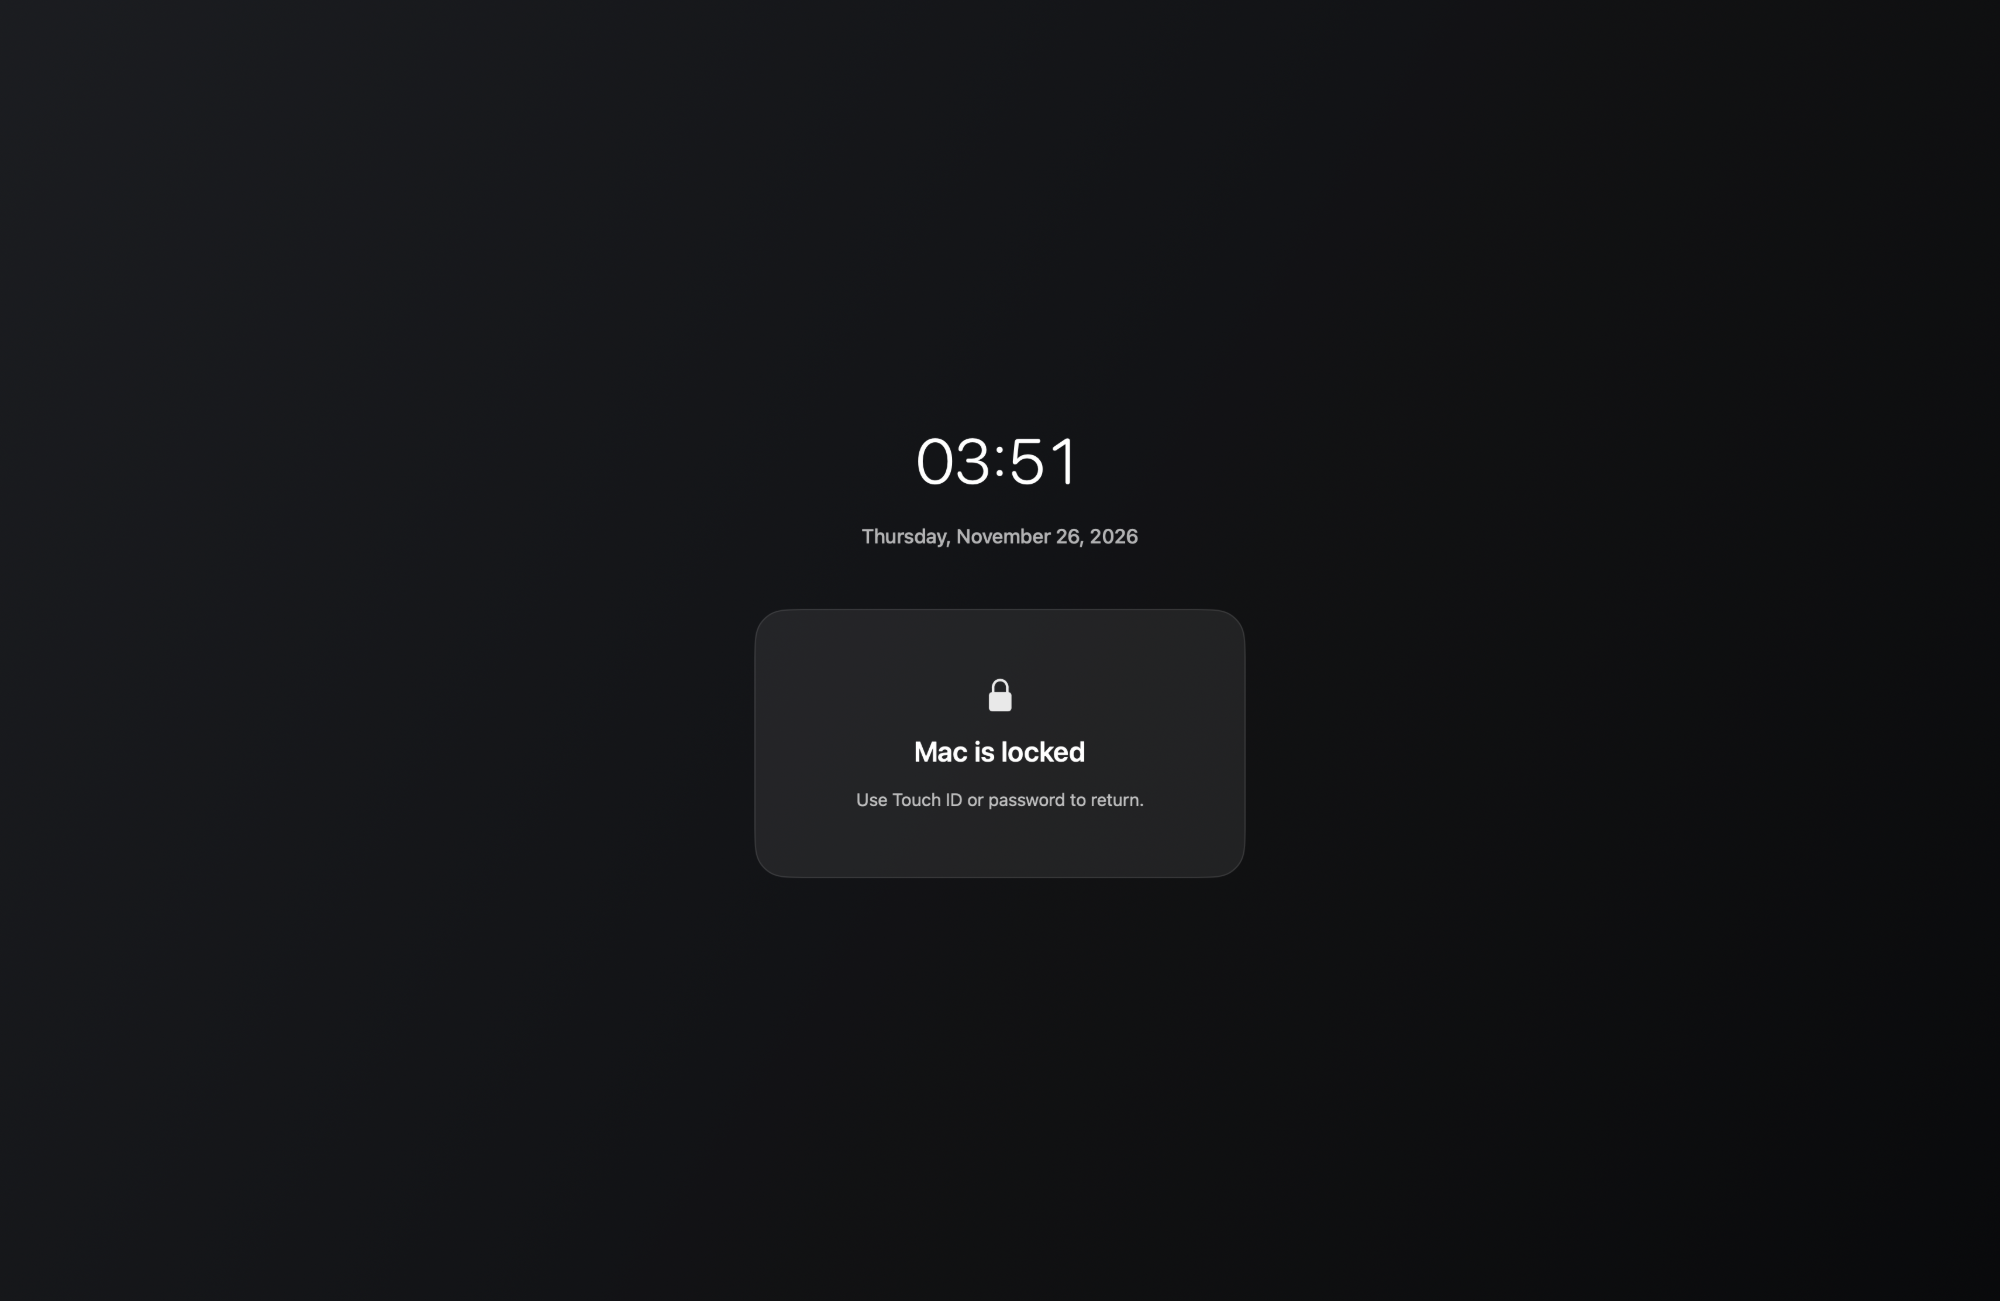 03:51
Thursday, November 26, 2026
Mac is locked
Use Touch ID or password to return.